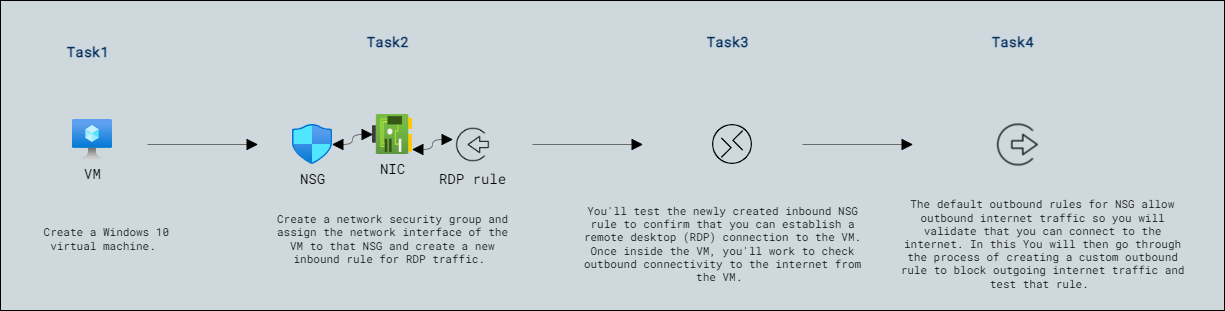 Task1
VM
Create a Windows 10
virtual machine.
Task2
NSG
NIC
RDP rule
Create a network security group and
assign the network interface of the
VM to that NSG and create a new
inbound rule for RDP traffic.
Task3
You'll test the newly created inbound NSG
rule to confirm that you can establish a
remote desktop (RDP) connection to the VM.
Once inside the VM, you'll work to check
outbound connectivity to the internet from
the VM.
Task4
The default outbound rules for NSG allow
outbound internet traffic so you will
validate that you can connect to the
internet. In this You will then go through
the process of creating a custom outbound
rule to block outgoing internet traffic and
test that rule.